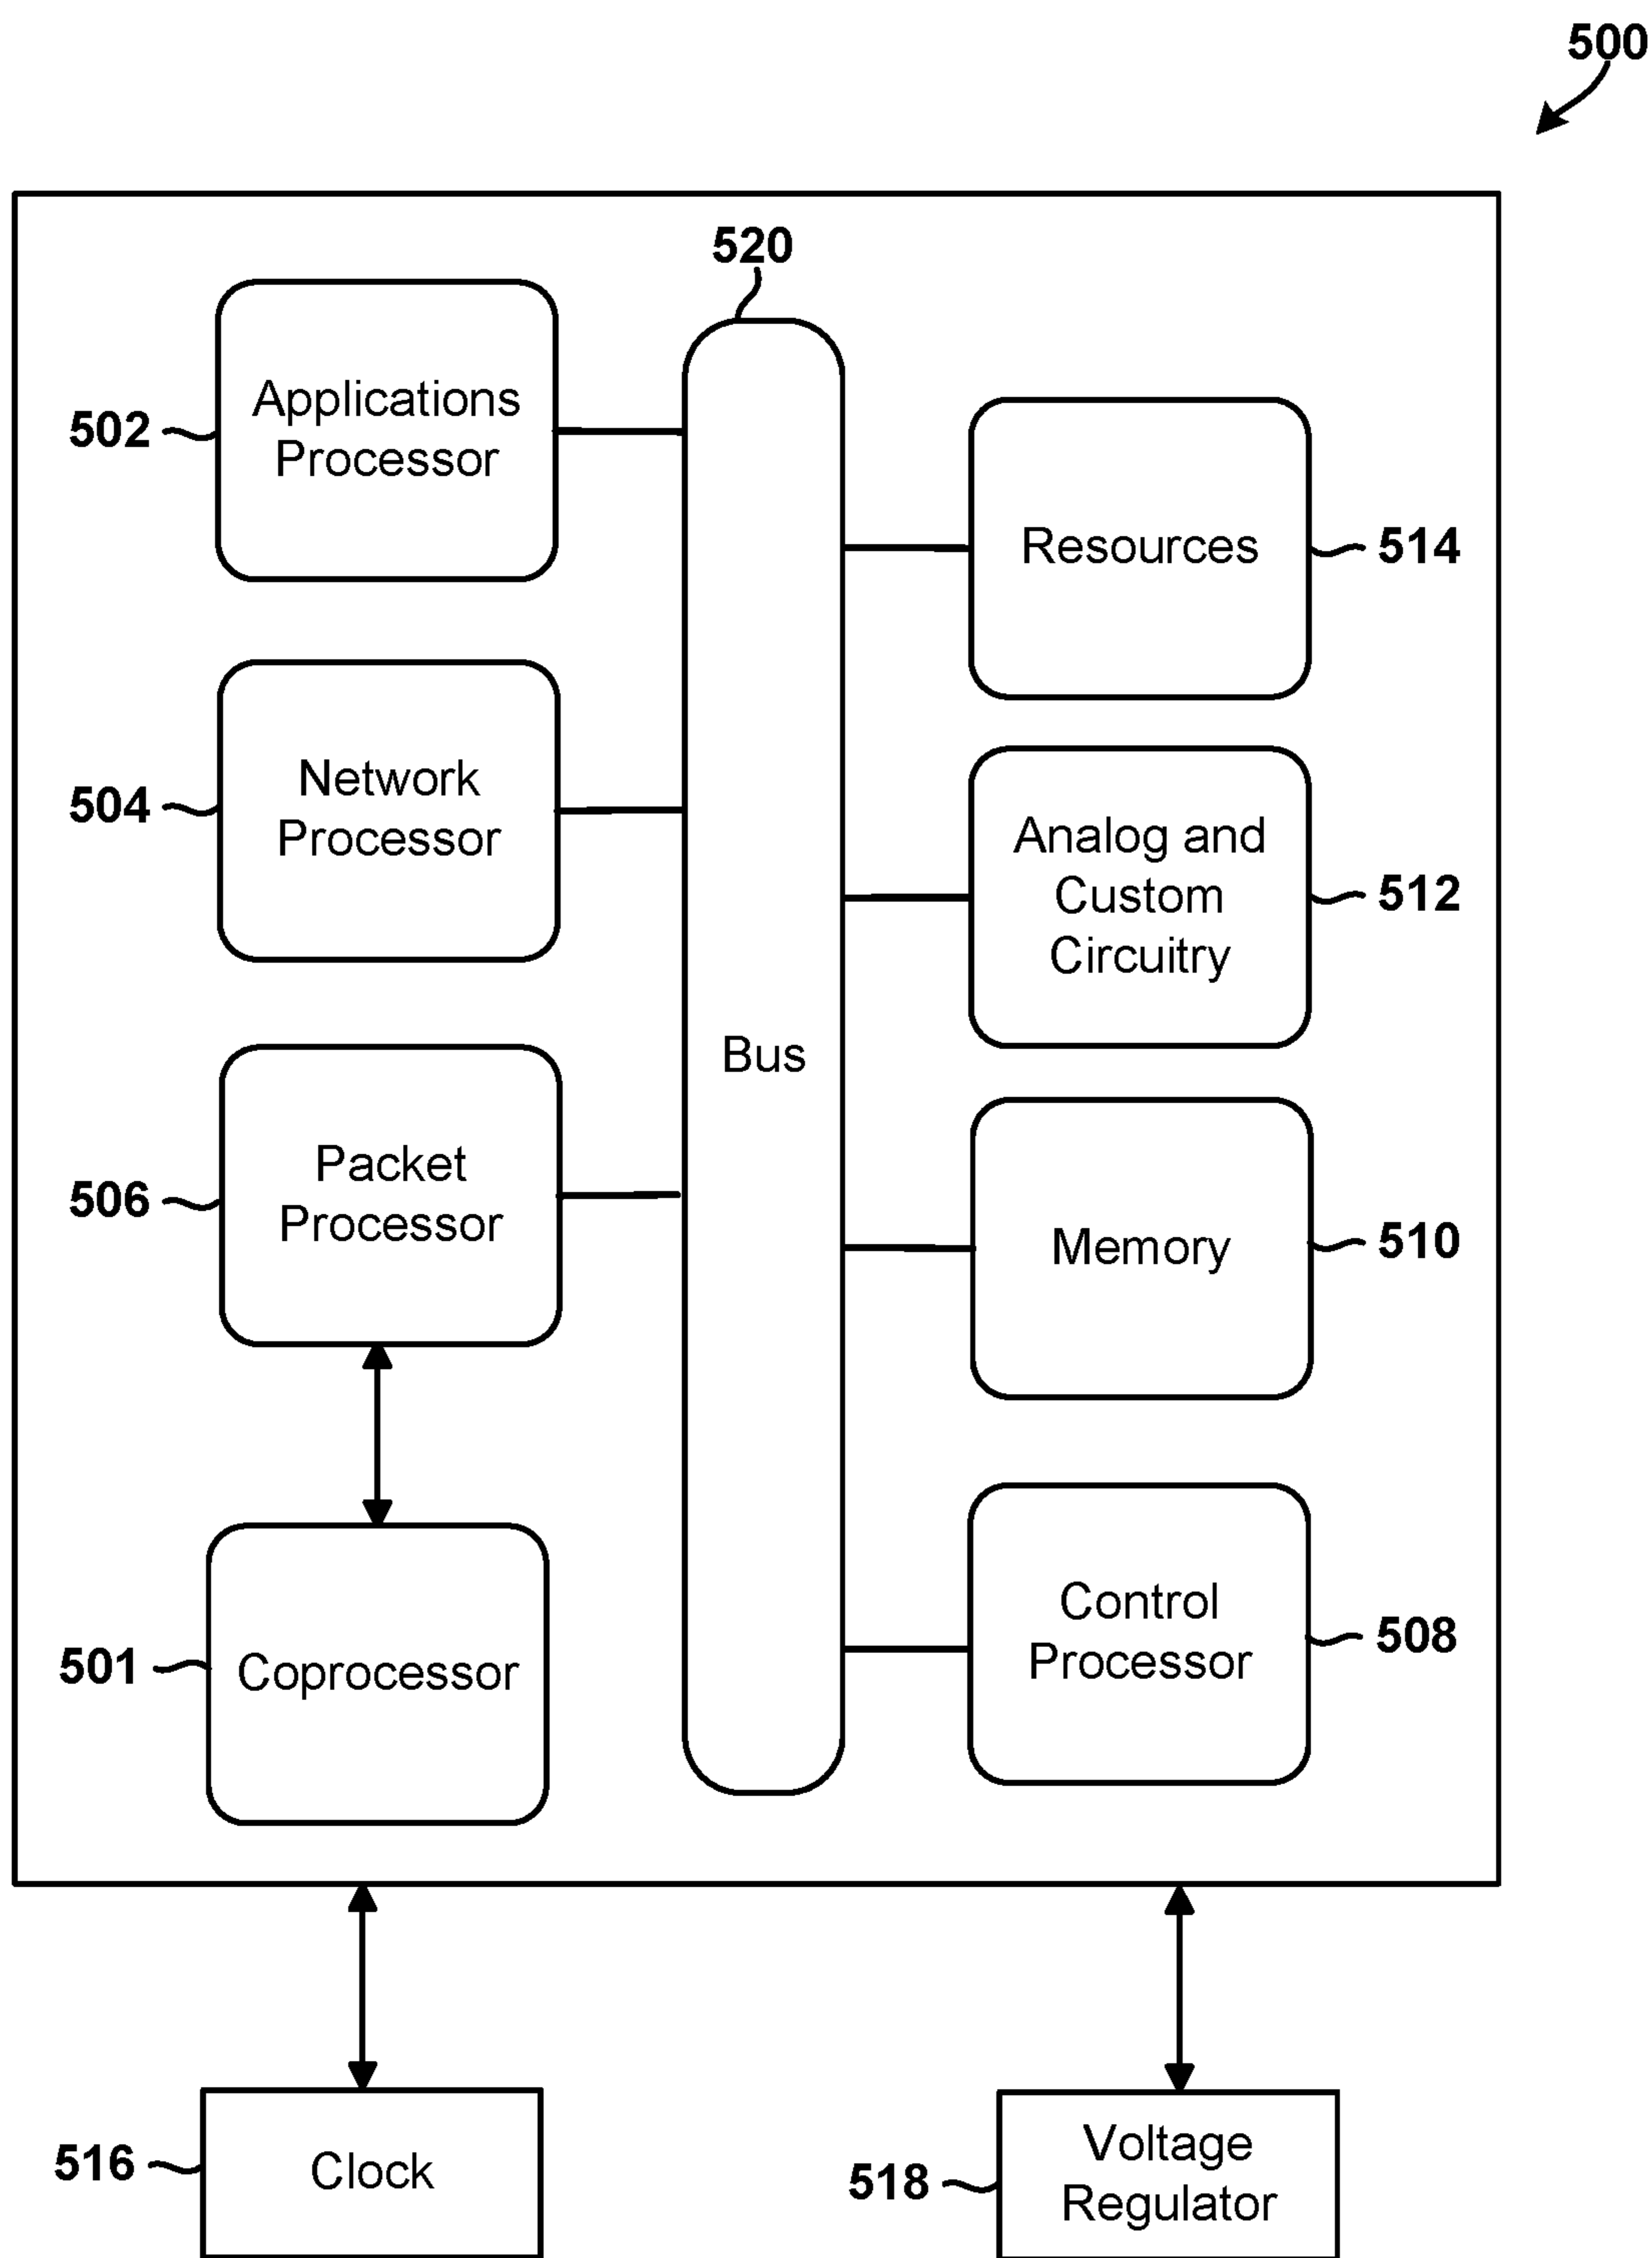 500
520
Applications
Processor
502
Resources
514
Network
Processor
504
Analog and
Custom
Circuitry
512
Bus
Packet
Processor
506
Memory
510
Control
Processor
508
Coprocessor
501
Clock
516
Voltage
Regulator
518